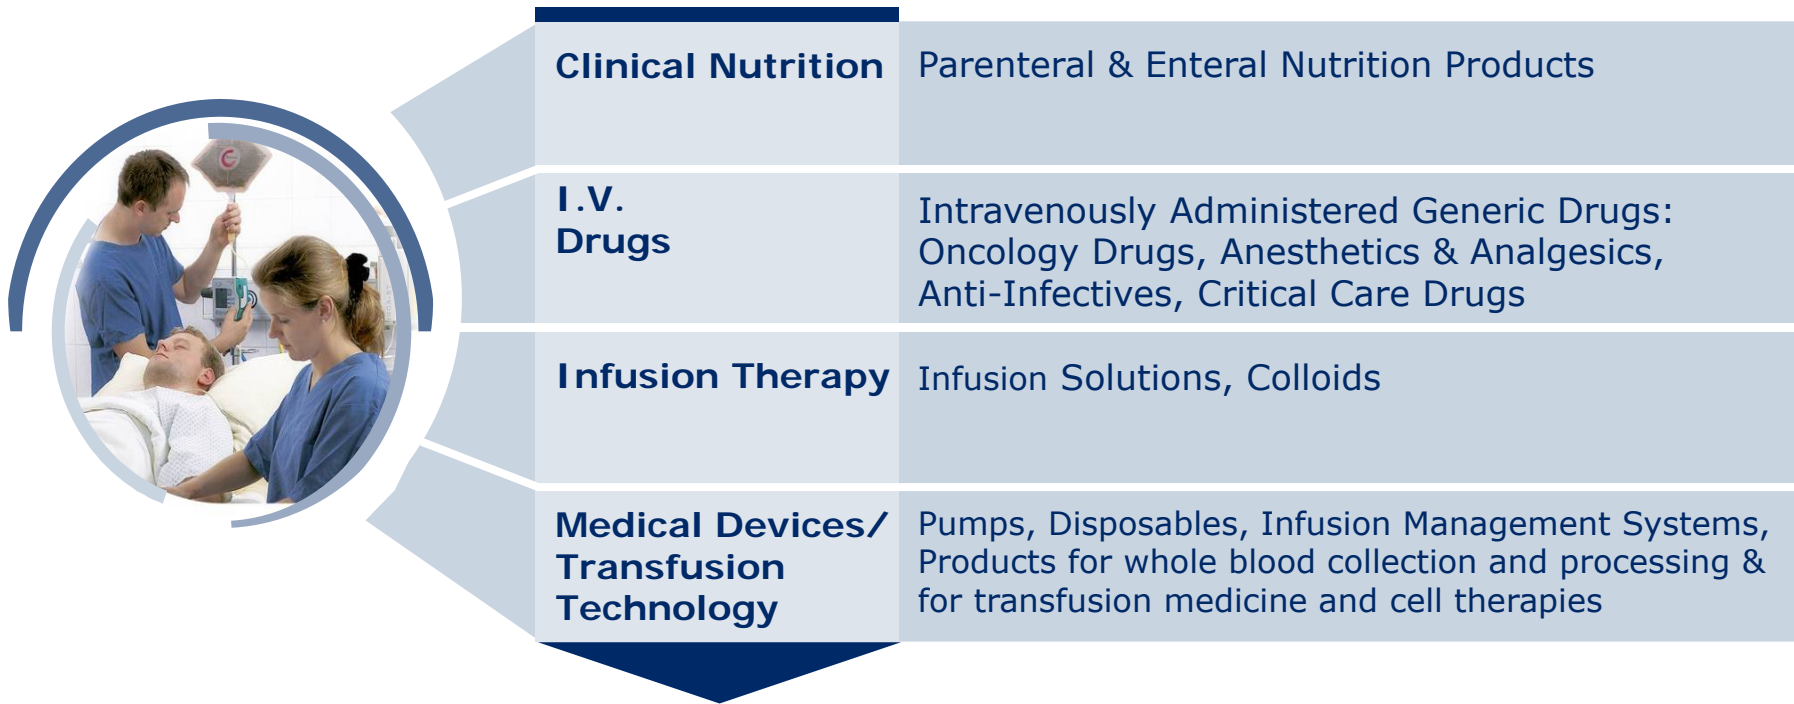 Clinical Nutrition
Parenteral & Enteral Nutrition Products
I.V.
Drugs
Intravenously Administered Generic Drugs:
Oncology Drugs, Anesthetics & Analgesics,
Anti-Infectives, Critical Care Drugs
Infusion Therapy
Infusion Solutions, Colloids
Medical Devices/
Transfusion
Technology
Pumps, Disposables, Infusion Management Systems,
Products for whole blood collection and processing &
for transfusion medicine and cell therapies